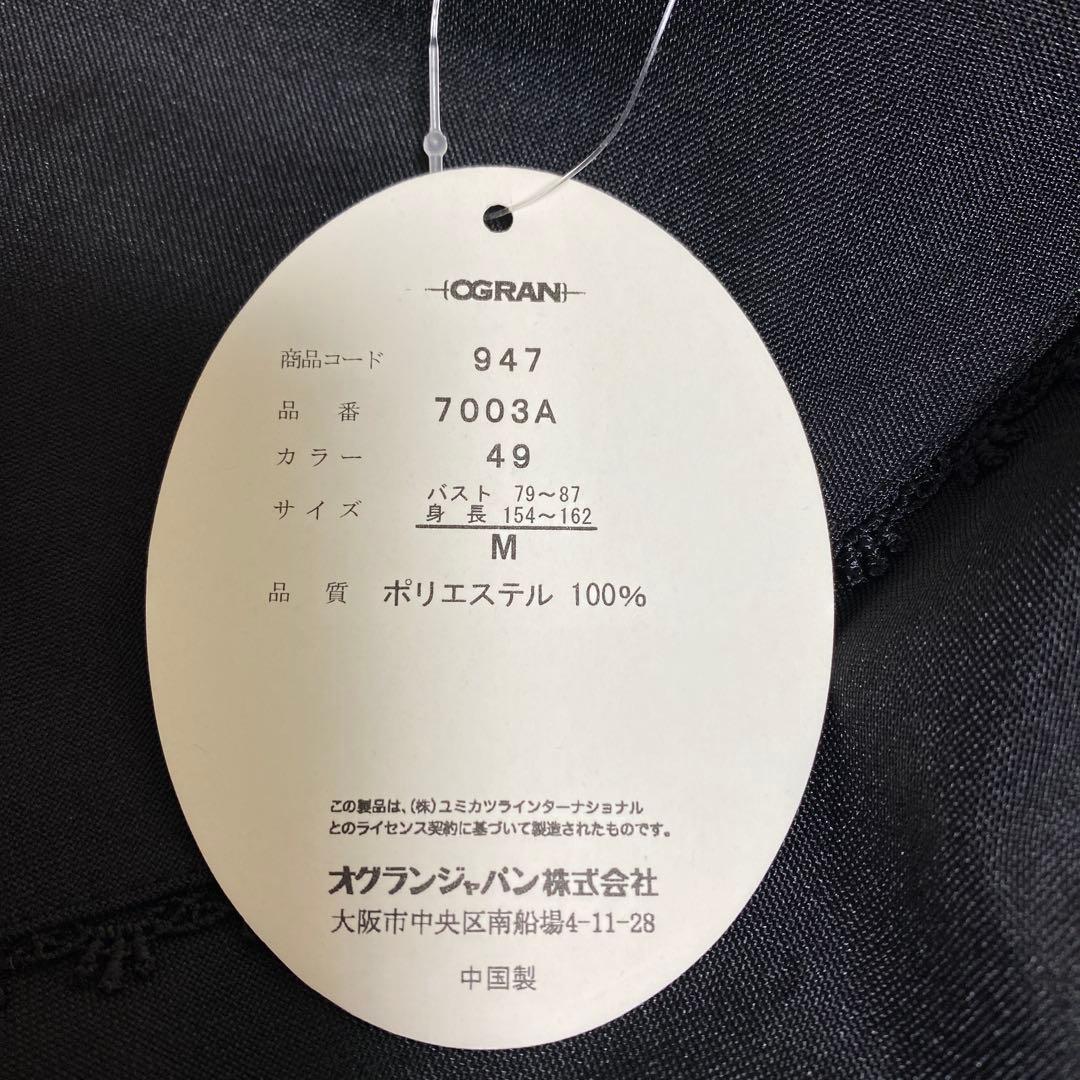 OGRAN
商品コード 947
品番 7003A
カラー 49
サイズ バスト 79～87
身長 154～162
M
品質 ポリエステル 100%
この製品は、(株)ユミカツラインターナショナル
とのライセンス契約に基づいて製造されたものです。
オグランジャパン株式会社
大阪市中央区南船場4-11-28
中国製